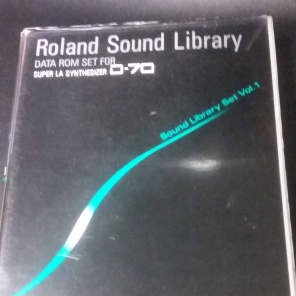 Roland Sound Library
DATA ROM SET FOR
SUPER LA SYNTHESIZER D-70
Sound Library Set Vol.1